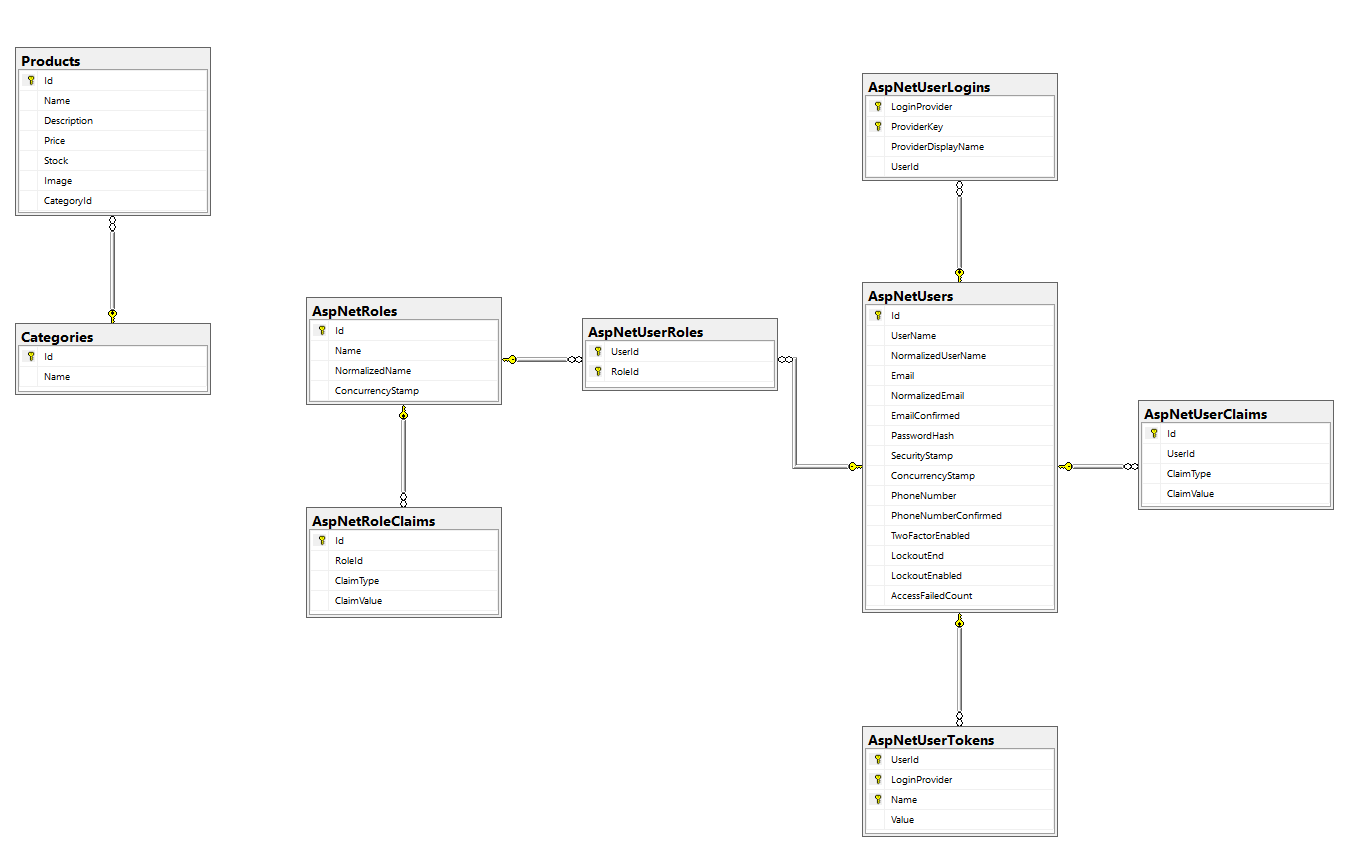 Products
Id
Name
Description
Price
Stock
Image
CategoryId
Categories
Id
Name
AspNetRoles
Id
Name
NormalizedName
ConcurrencyStamp
AspNetRoleClaims
Id
RoleId
ClaimType
ClaimValue
AspNetUserRoles
UserId
RoleId
AspNetUserLogins
LoginProvider
ProviderKey
ProviderDisplayName
UserId
AspNetUsers
Id
UserName
NormalizedUserName
Email
NormalizedEmail
EmailConfirmed
PasswordHash
SecurityStamp
ConcurrencyStamp
PhoneNumber
PhoneNumberConfirmed
TwoFactorEnabled
LockoutEnd
LockoutEnabled
AccessFailedCount
AspNetUserTokens
UserId
LoginProvider
Name
Value
AspNetUserClaims
Id
UserId
ClaimType
ClaimValue